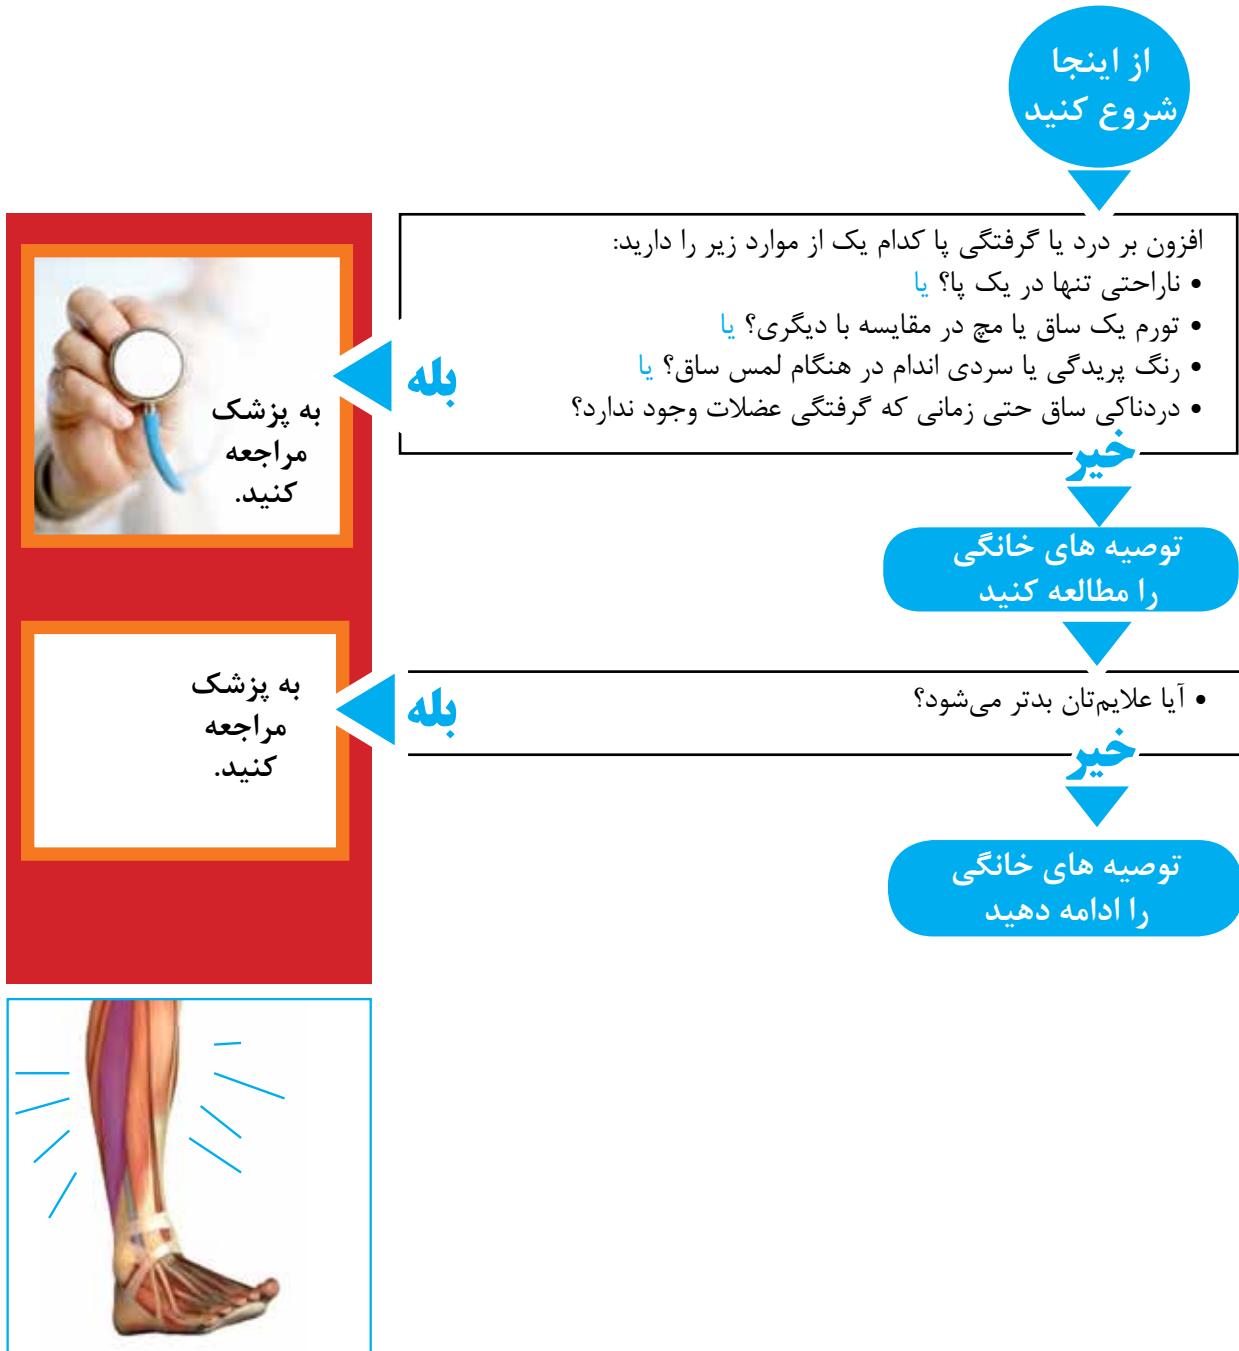 از اینجا
شروع کنید
افزون بر درد یا گرفتگی پا کدام یک از موارد زیر را دارید:
• ناراحتی تنها در یک پا؟ یا
• تورم یک ساق یا مچ در مقایسه با دیگری؟ یا
• رنگ پریدگی یا سردی اندام در هنگام لمس ساق؟ یا
• دردناکی ساق حتی زمانی که گرفتگی عضلات وجود ندارد؟
بله
به پزشک
مراجعه
کنید.
خیر
توصیه های خانگی
را مطالعه کنید
• آیا علایم‌تان بدتر می‌شود؟
بله
به پزشک
مراجعه
کنید.
خیر
توصیه های خانگی
را ادامه دهید